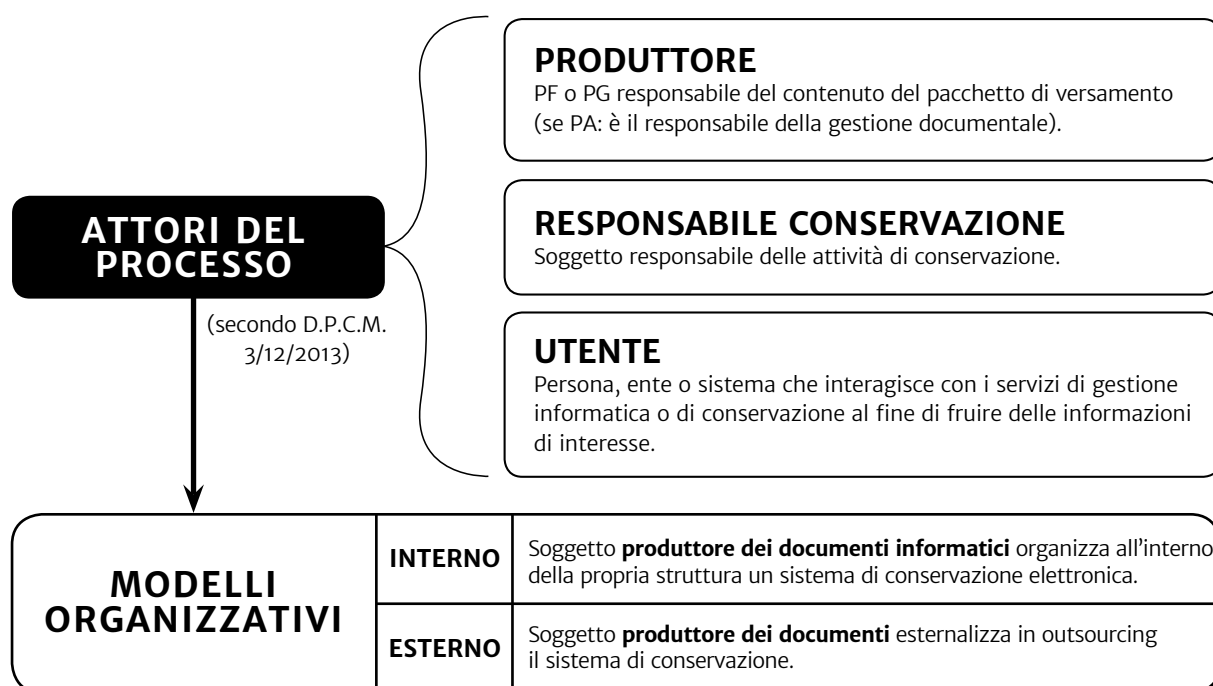 PRODUTTORE
PF o PG responsabile del contenuto del pacchetto di versamento
(se PA: è il responsabile della gestione documentale).
ATTORI DEL
PROCESSO
RESPONSABILE CONSERVAZIONE
Soggetto responsabile delle attività di conservazione.
(secondo D.P.C.M.
3/12/2013)
UTENTE
Persona, ente o sistema che interagisce con i servizi di gestione
informatica o di conservazione al fine di fruire delle informazioni
di interesse.
MODELLI
ORGANIZZATIVI
INTERNO
Soggetto produttore dei documenti informatici organizza all'interno
della propria struttura un sistema di conservazione elettronica.
ESTERNO
Soggetto produttore dei documenti esternalizza in outsourcing
il sistema di conservazione.